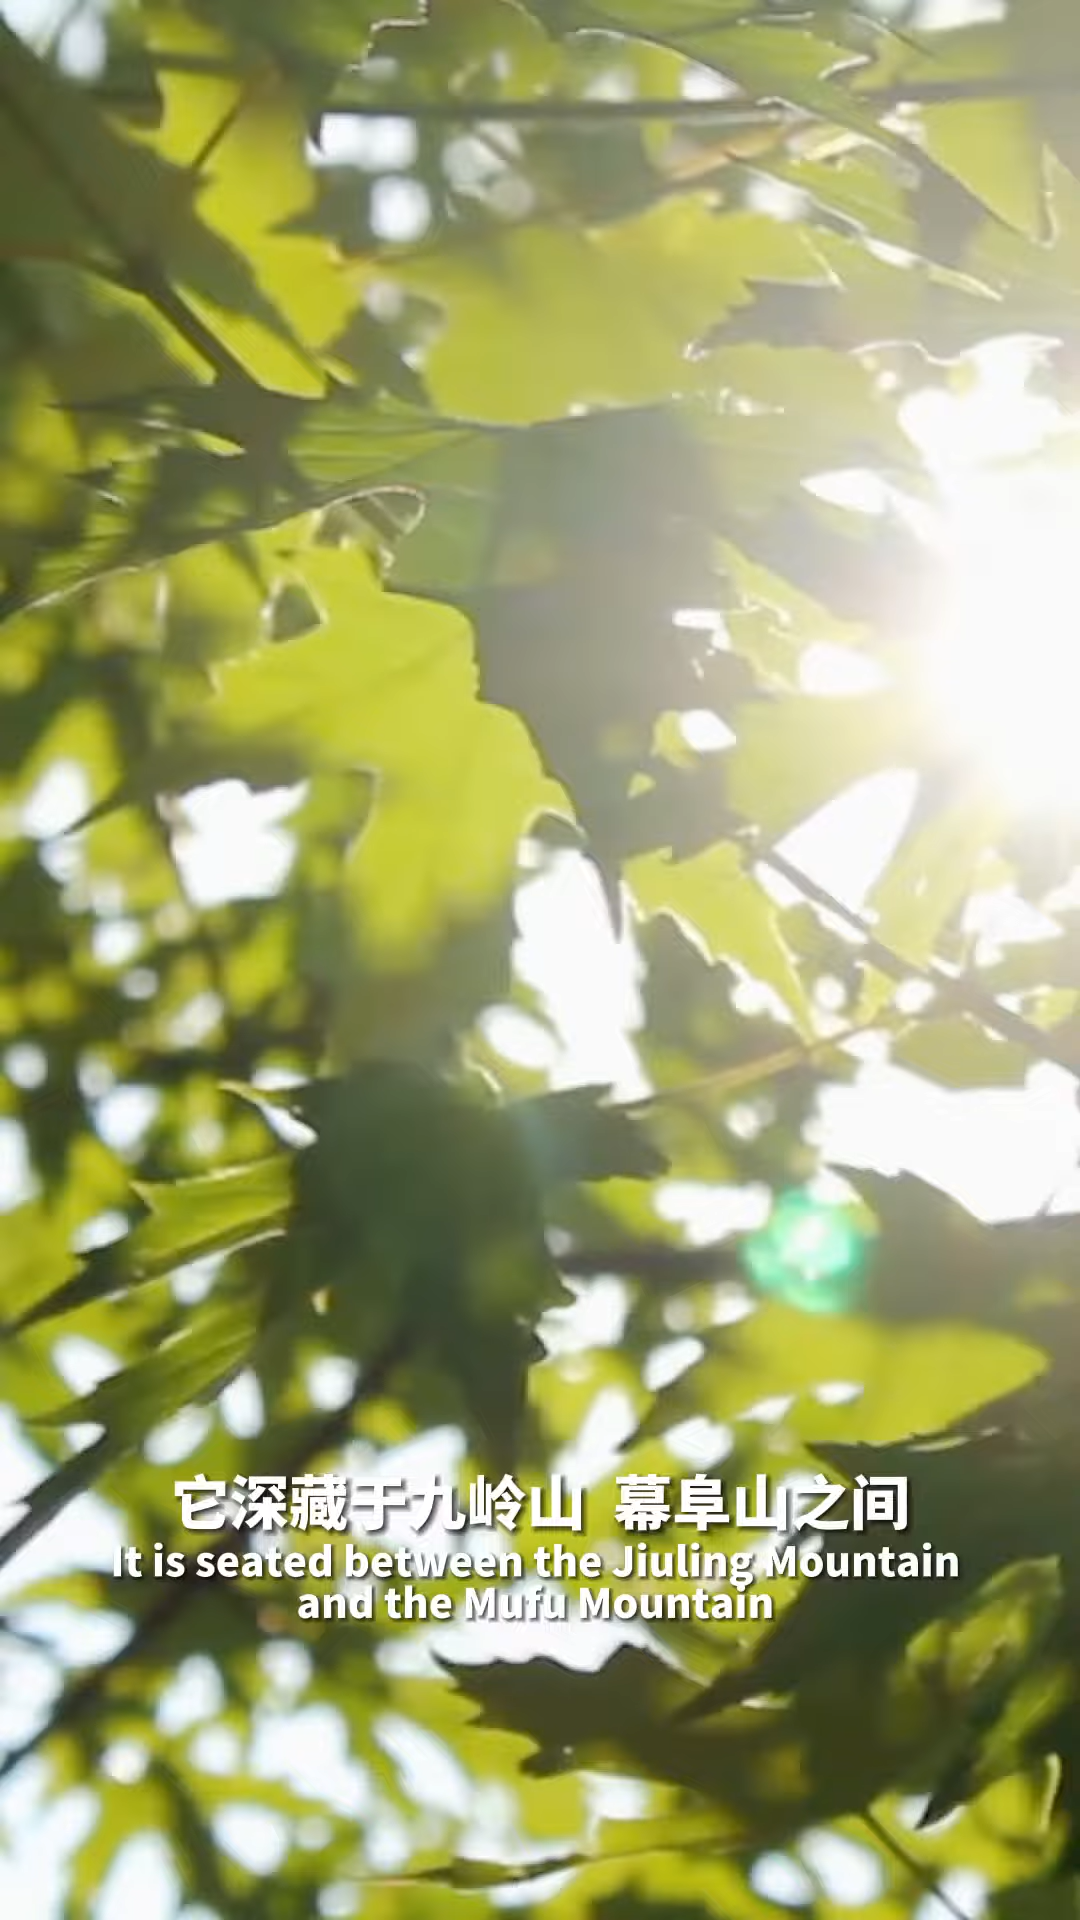 它深藏于九岭山 幕阜山之间
It is seated between the Jiuling Mountain
and the Mufu Mountain